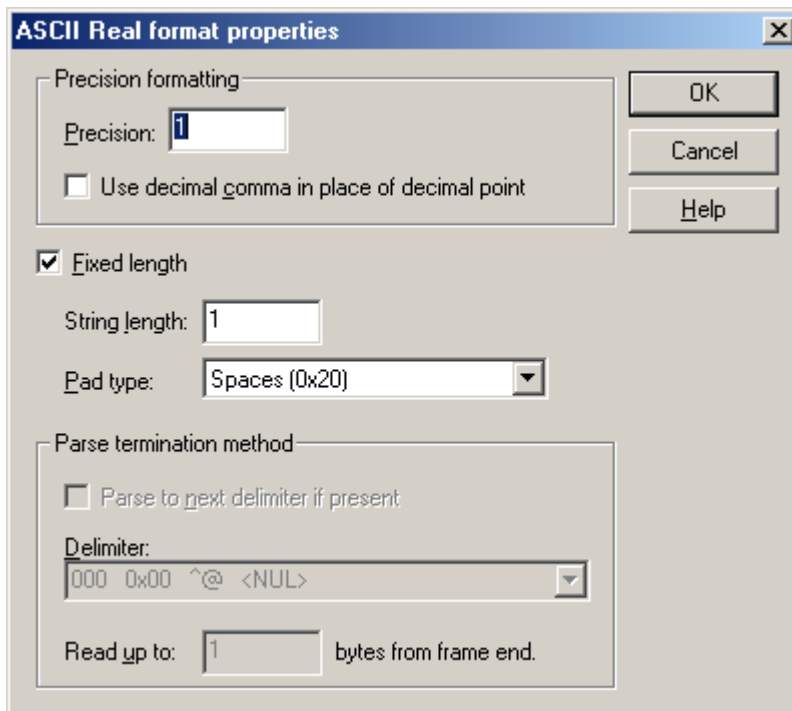 ASCII Real format properties
Precision formatting
Precision: 1
Use decimal comma in place of decimal point
OK
Cancel
Help
Fixed length
String length: 1
Pad type: Spaces (0x20)
Parse termination method
Parse to next delimiter if present
Delimiter:
000 0x00 ^@ <NUL>
Read up to: 1 bytes from frame end.